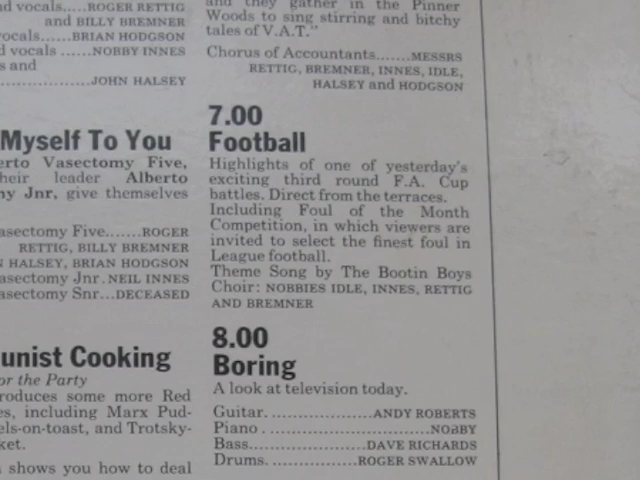 d vocals.....ROGER RETTIG
and BILLY BREMNER
ocals......BRIAN HODGSON
d vocals ......NOBBY INNES
s and
....................JOHN HALSEY
Myself To You
erto Vasectomy Five,
heir leader Alberto
ny Jnr, give themselves
asectomy Five.......ROGER
RETTIG, BILLY BREMNER
N HALSEY, BRIAN HODGSON
asectomy Jnr. NEIL INNES
asectomy Snr...DECEASED
unist Cooking
or the Party
roduces some more Red
es, including Marx Pud-
els-on-toast, and Trotsky-
ket.
n shows you how to deal
and they gather in the Pinner
Woods to sing stirring and bitchy
tales of V.A.T."
Chorus of Accountants.......MESSRS
RETTIG, BREMNER, INNES, IDLE,
HALSEY and HODGSON
7.00
Football
Highlights of one of yesterday's
exciting third round F.A. Cup
battles. Direct from the terraces.
Including Foul of the Month
Competition, in which viewers are
invited to select the finest foul in
League football.
Theme Song by The Bootin Boys
Choir: NOBBIES IDLE, INNES, RETTIG
AND BREMNER
8.00
Boring
A look at television today.
Guitar. ..................ANDY ROBERTS
Piano . .............................NOBBY
Bass.....................DAVE RICHARDS
Drums. ...............ROGER SWALLOW